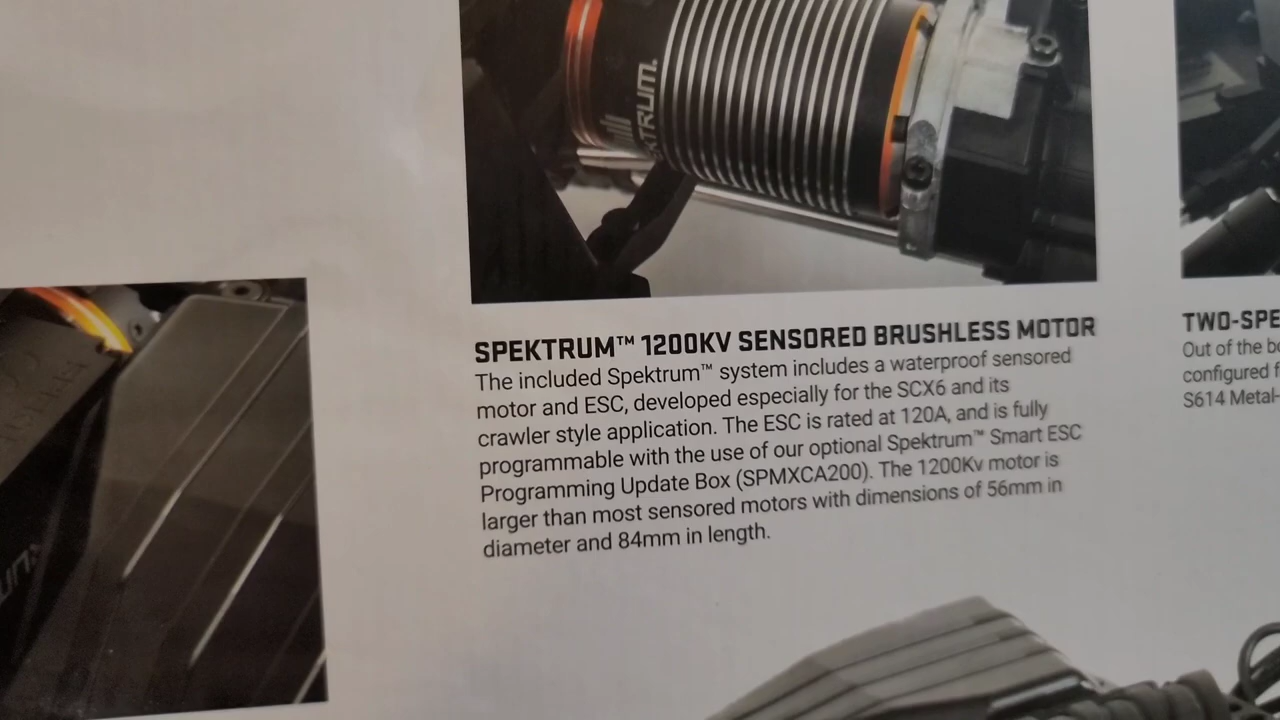 TRUM.
SPEKTRUM™ 1200KV SENSORED BRUSHLESS MOTOR
The included Spektrum™ system includes a waterproof sensored
motor and ESC, developed especially for the SCX6 and its
crawler style application. The ESC is rated at 120A, and is fully
programmable with the use of our optional Spektrum™ Smart ESC
Programming Update Box (SPMXCA200). The 1200Kv motor is
larger than most sensored motors with dimensions of 56mm in
diameter and 84mm in length.
TWO-SPE
Out of the bo
configured f
S614 Metal-